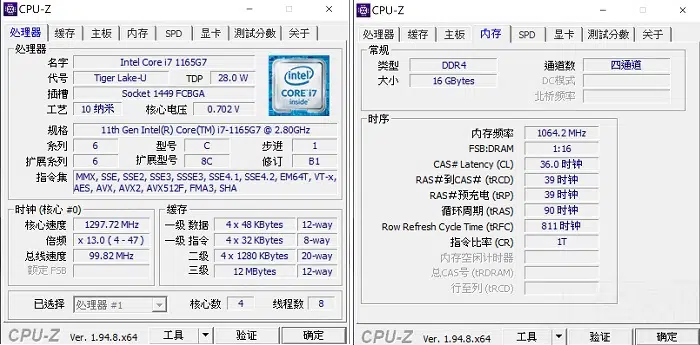 CPU-Z
处理器 缓存 主板 内存 SPD 显卡 测試分數 关于
处理器
名字 Intel Core i7 1165G7
代号 Tiger Lake-U TDP 28.0 W
插槽 Socket 1449 FCBGA
工艺 10 纳米 核心电压 0.702 V
intel
CORE i7
inside
规格 11th Gen Intel(R) Core(TM) i7-1165G7 @ 2.80GHz
系列 6 型号 C 步进 1
扩展系列 6 扩展型号 8C 修订 B1
指令集 MMX, SSE, SSE2, SSE3, SSSE3, SSE4.1, SSE4.2, EM64T, VT-x,
AES, AVX, AVX2, AVX512F, FMA3, SHA
时钟 (核心 #0)
核心速度 1297.72 MHz
倍频 x 13.0 ( 4 - 47 )
总线速度 99.82 MHz
额定 FSB
缓存
一级 数据 4 x 48 KBytes 12-way
一级 指令 4 x 32 KBytes 8-way
二级 4 x 1280 KBytes 20-way
三级 12 MBytes 12-way
已选择 处理器 #1 核心数 4 线程数 8
CPU-Z Ver. 1.94.8.x64 工具 验证 确定
CPU-Z
处理器 缓存 主板 内存 SPD 显卡 测試分數 关于
常规
类型 DDR4 通道数 四通道
大小 16 GBytes DC模式
北桥频率
时序
内存频率 1064.2 MHz
FSB:DRAM 1:16
CAS# Latency (CL) 36.0 时钟
RAS#到CAS# (tRCD) 39 时钟
RAS#预充电 (tRP) 39 时钟
循环周期 (tRAS) 90 时钟
Row Refresh Cycle Time (tRFC) 811 时钟
指令比率 (CR) 1T
内存空闲计时器
总CAS号 (tRDRAM)
行至列 (tRCD)
CPU-Z Ver. 1.94.8.x64 工具 验证 确定